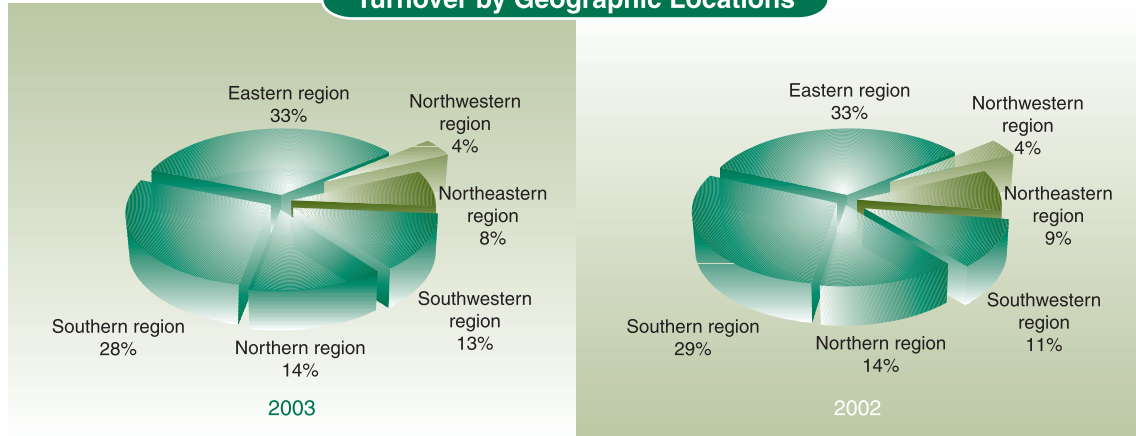 Turnover by Geographic Locations
Eastern region
33%
Northwestern
region
4%
Northeastern
region
8%
Southwestern
region
13%
Northern region
14%
Southern region
28%
2003
Eastern region
33%
Northwestern
region
4%
Northeastern
region
9%
Southwestern
region
11%
Northern region
14%
Southern region
29%
2002